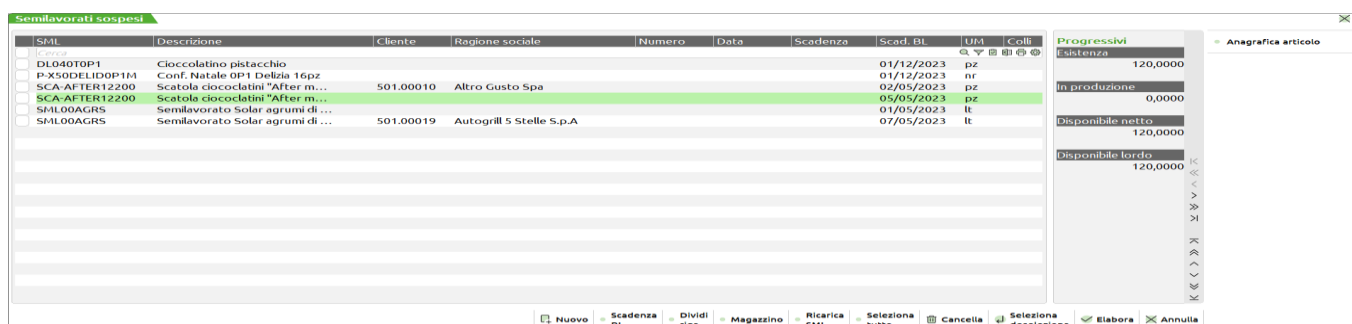 Semilavorati sospesi
SML Descrizione Cliente Ragione sociale Numero Data Scadenza Scad. BL UM Colli
Cerca
DL040T0P1 Cioccolatino pistacchio 01/12/2023 pz
P-X50DELID0P1M Conf. Natale 0P1 Delizia 16pz 01/12/2023 nr
SCA-AFTER12200 Scatola ciococlatini "After m... 501.00010 Altro Gusto Spa 02/05/2023 pz
SCA-AFTER12200 Scatola ciococlatini "After m... 05/05/2023 pz
SML00AGRS Semilavorato Solar agrumi di ... 01/05/2023 lt
SML00AGRS Semilavorato Solar agrumi di ... 501.00019 Autogrill 5 Stelle S.p.A 07/05/2023 lt
Progressivi
Esistenza
120,0000
In produzione
0,0000
Disponibile netto
120,0000
Disponibile lordo
120,0000
Anagrafica articolo
Nuovo Scadenza Dividi Magazzino Ricarica Seleziona Cancella Seleziona Elabora Annulla